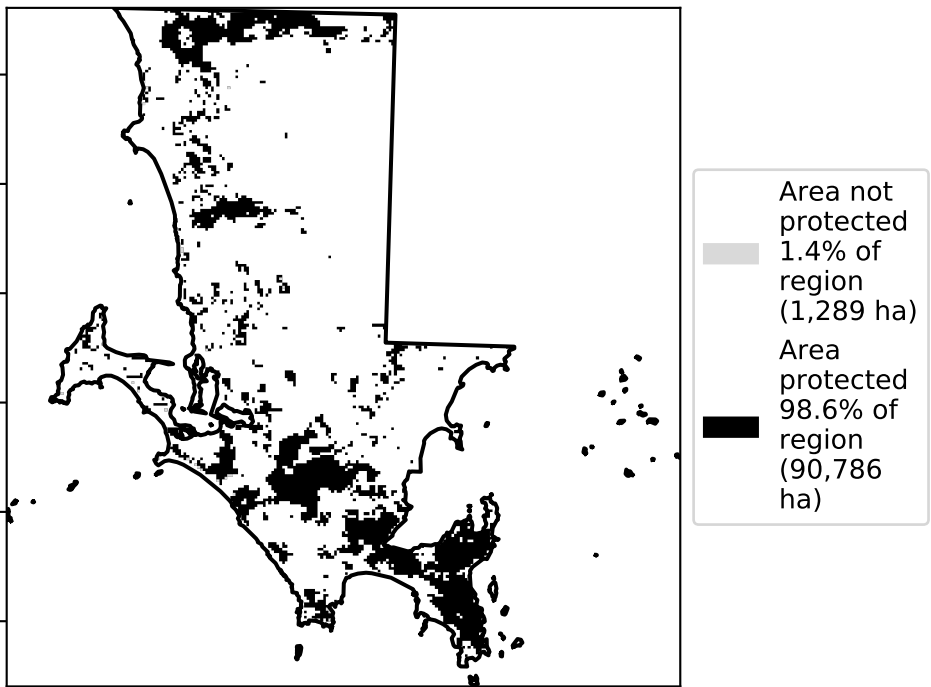 Area not
protected
1.4% of
region
(1,289 ha)
Area
protected
98.6% of
region
(90,786
ha)